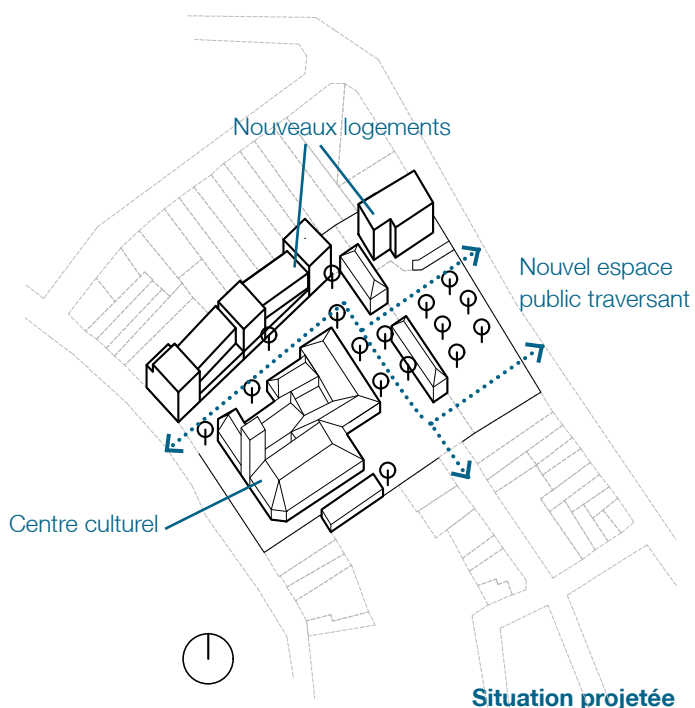 Nouveaux logements
Nouvel espace
public traversant
Centre culturel
Situation projetée